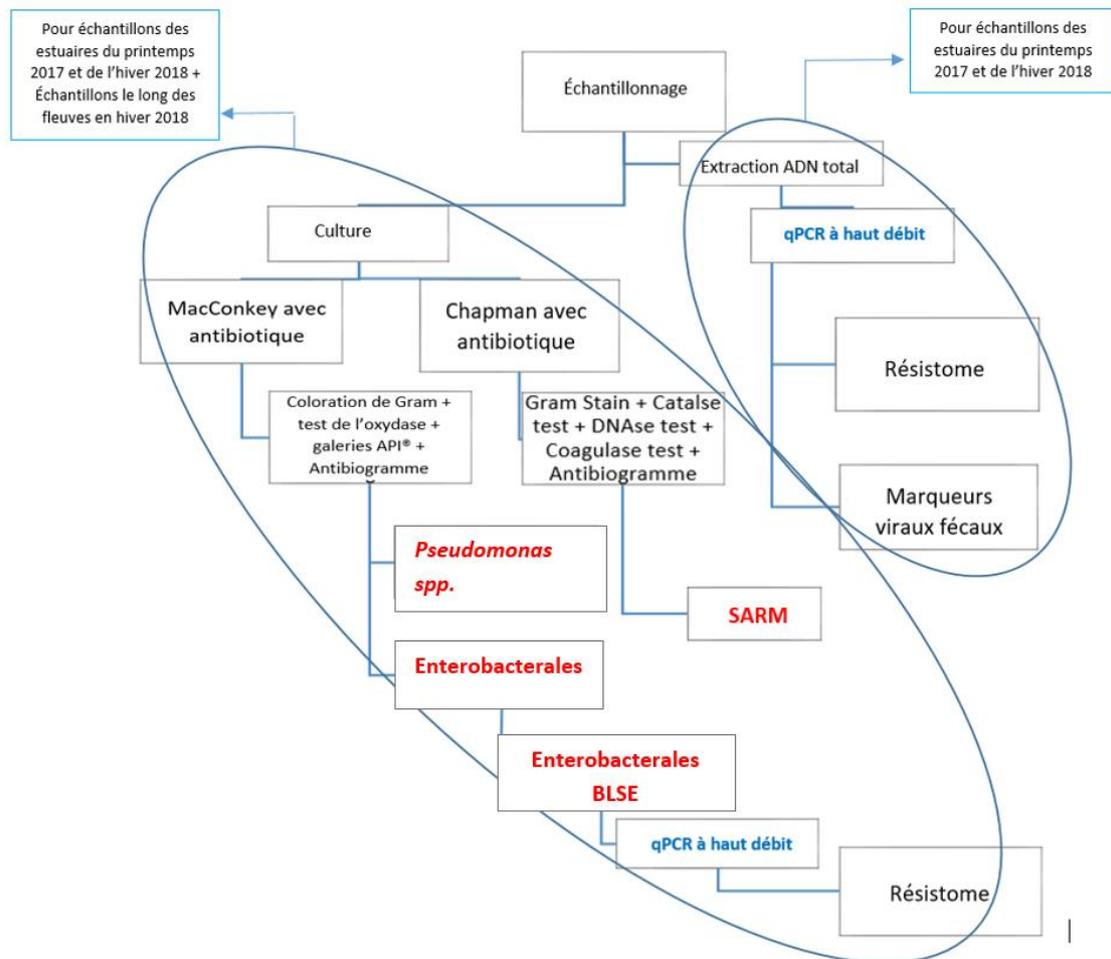 Pour échantillons des
estuaires du printemps
2017 et de l'hiver 2018 +
Échantillons le long des
fleuves en hiver 2018
Pour échantillons des
estuaires du printemps
2017 et de l'hiver 2018
Échantillonnage
Extraction ADN total
Culture
qPCR à haut débit
MacConkey avec
antibiotique
Chapman avec
antibiotique
Résistome
Coloration de Gram +
test de l'oxydase +
galeries API® +
Antibiogramme
Gram Stain + Catalse
test + DNAse test +
Coagulase test +
Antibiogramme
Marqueurs
viraux fécaux
Pseudomonas
spp.
SARM
Enterobacterales
Enterobacterales
BLSE
qPCR à haut débit
Résistome